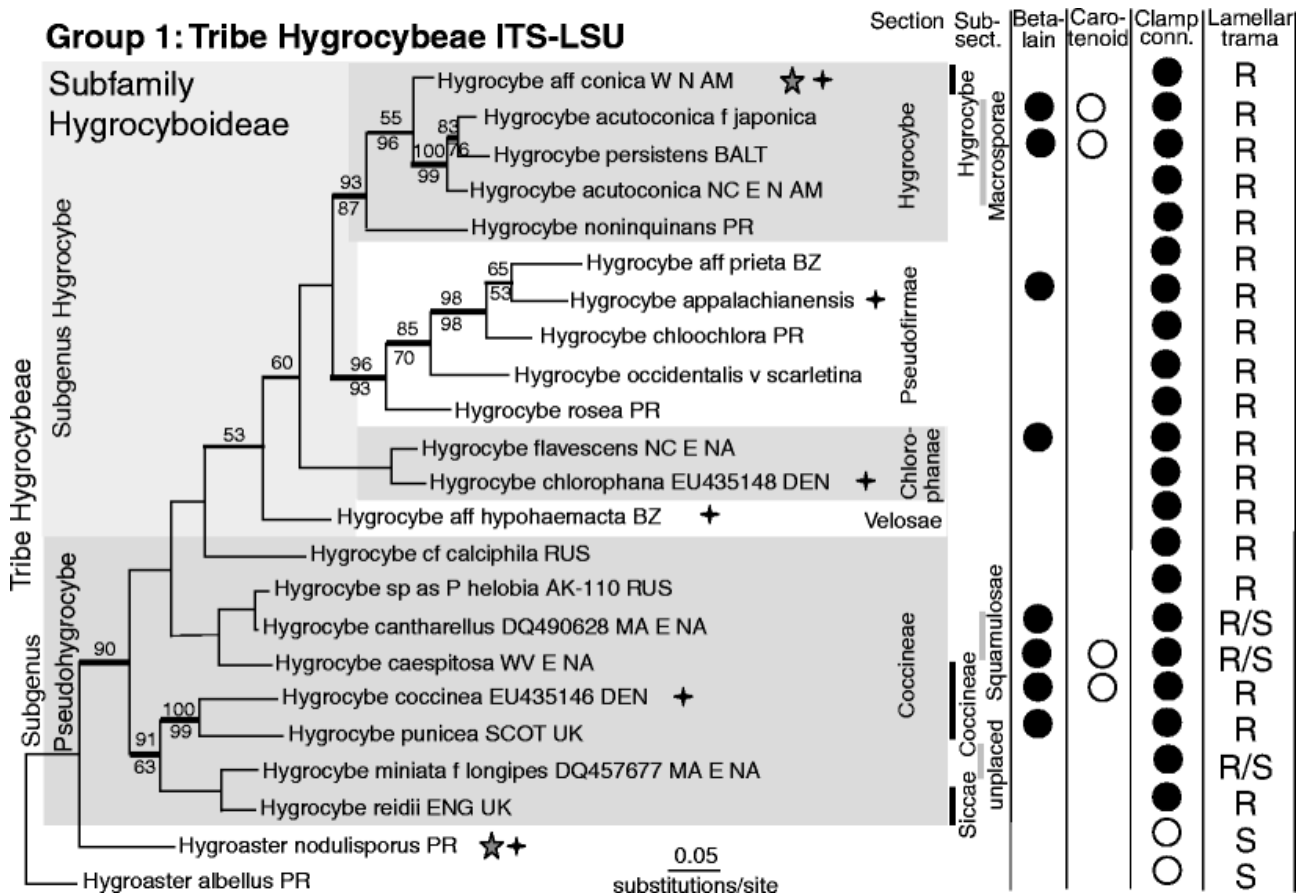 Group 1: Tribe Hygrocybeae ITS-LSU
Section
Sub-
sect.
Beta-
lain
Caro-
tenoid
Clamp
conn.
Lamellar
trama
Subfamily
Hygrocyboideae
Tribe Hygrocybeae
Subgenus Hygrocybe
Subgenus
Pseudohygrocybe
Hygrocybe aff conica W N AM
R
Hygrocybe acutoconica f japonica
R
Hygrocybe persistens BALT
R
Hygrocybe acutoconica NC E N AM
R
Hygrocybe noninquinans PR
R
Hygrocybe aff prieta BZ
R
Hygrocybe appalachianensis
R
Hygrocybe chloochlora PR
R
Hygrocybe occidentalis v scarletina
R
Hygrocybe rosea PR
R
Hygrocybe flavescens NC E NA
R
Hygrocybe chlorophana EU435148 DEN
R
Hygrocybe aff hypohaemacta BZ
R
Hygrocybe cf calciphila RUS
R
Hygrocybe sp as P helobia AK-110 RUS
R
Hygrocybe cantharellus DQ490628 MA E NA
R/S
Hygrocybe caespitosa WV E NA
R/S
Hygrocybe coccinea EU435146 DEN
R
Hygrocybe punicea SCOT UK
R
Hygrocybe miniata f longipes DQ457677 MA E NA
R/S
Hygrocybe reidii ENG UK
R
Hygroaster nodulisporus PR
S
Hygroaster albellus PR
S
55
96
83
76
100
99
93
87
65
53
98
98
85
70
96
93
60
53
90
100
99
91
63
Hygrocybe
Pseudofirmae
Chloro-
phanae
Velosae
Coccineae
Hygrocybe
Macrosporae
Squamulosae
Coccineae
unplaced
Siccae
0.05
substitutions/site